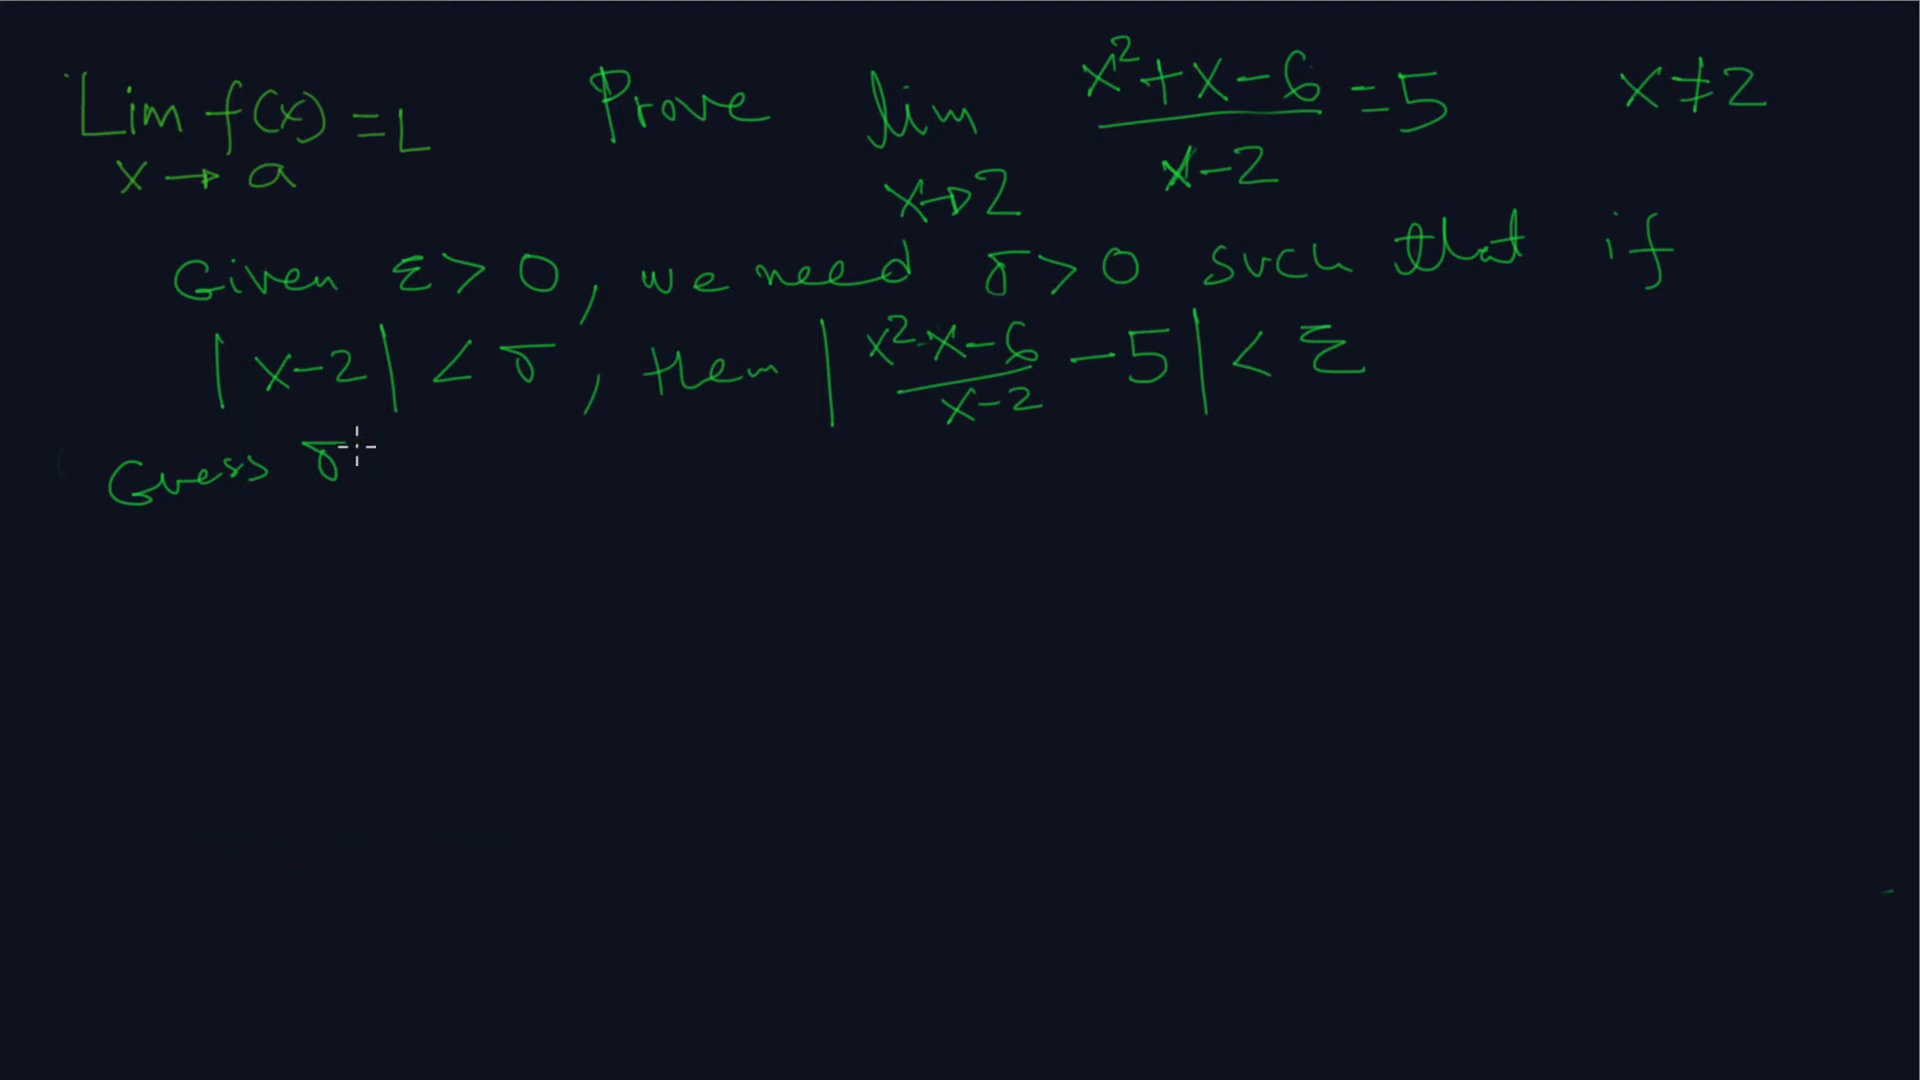 Lim f(x) = L Prove lim x²+x-6 = 5 x≠2
x → a x→2 x-2
Given ε > 0, we need δ > 0 such that if
|x-2| < δ, then | x²-x-6 / x-2 - 5 | < ε
Guess δ